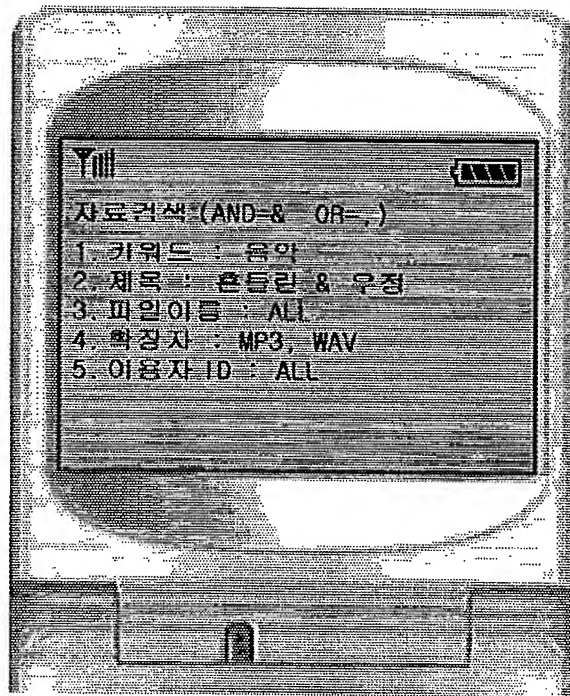 자료검색 (AND=& OR=,)
1. 키워드 : 음악
2. 제목 : 흔들린 & 우정
3. 파일이름 : ALL
4. 확장자 : MP3, WAV
5. 이용자 ID : ALL